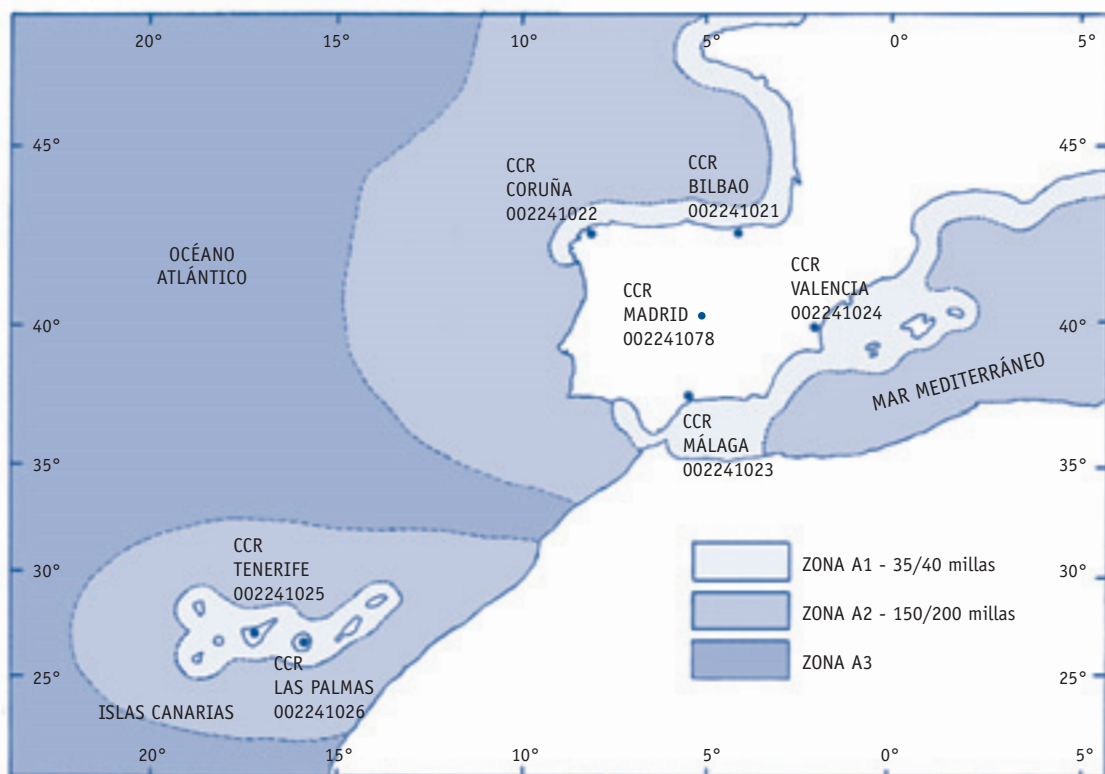 20°
15°
10°
5°
0°
5°
45°
45°
CCR
CORUÑA
002241022
CCR
BILBAO
002241021
OCÉANO
ATLÁNTICO
CCR
VALENCIA
002241024
CCR
MADRID
002241078
40°
40°
MAR MEDITERRÁNEO
CCR
MÁLAGA
002241023
35°
35°
CCR
TENERIFE
002241025
30°
30°
ZONA A1 - 35/40 millas
ZONA A2 - 150/200 millas
ZONA A3
CCR
LAS PALMAS
002241026
25°
25°
ISLAS CANARIAS
20°
15°
10°
5°
0°
5°